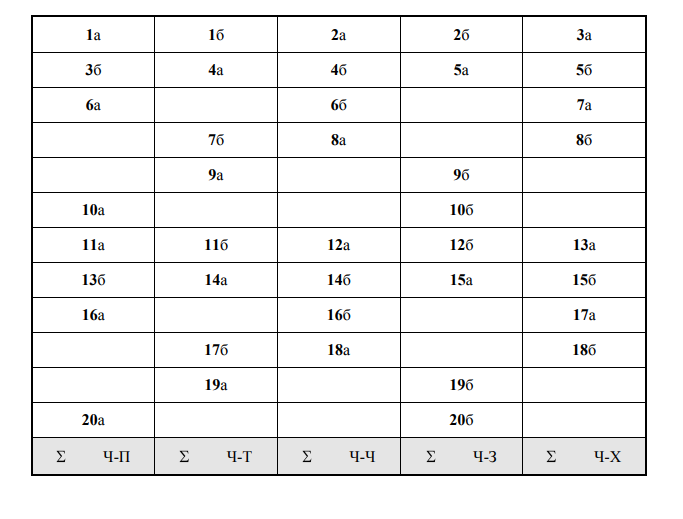 1а 1б 2а 2б 3а
3б 4а 4б 5а 5б
6а 6б 7а
7б 8а 8б
9а 9б
10а 10б
11а 11б 12а 12б 13а
13б 14а 14б 15а 15б
16а 16б 17а
17б 18а 18б
19а 19б
20а 20б
Σ Ч-П Σ Ч-Т Σ Ч-Ч Σ Ч-З Σ Ч-Х